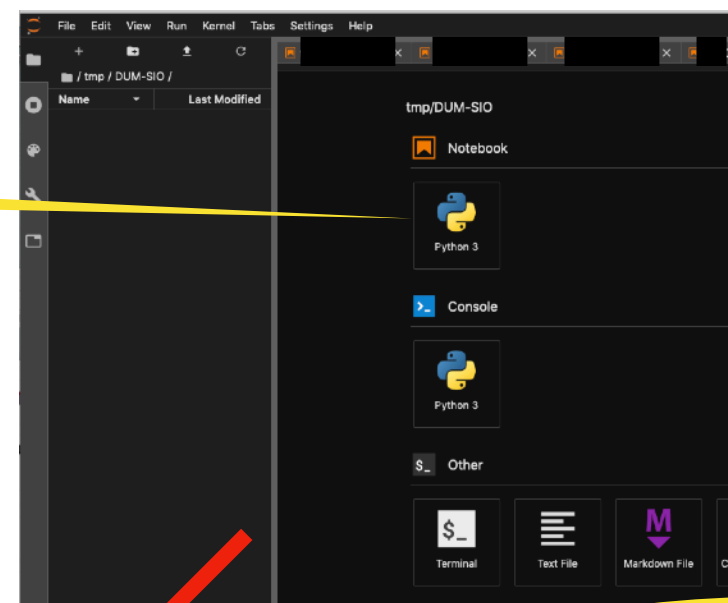 File Edit View Run Kernel Tabs Settings Help
/ tmp / DUM-SIO /
Name Last Modified
tmp/DUM-SIO
Notebook
Python 3
Console
Python 3
$_ Other
$_
Terminal Text File Markdown File